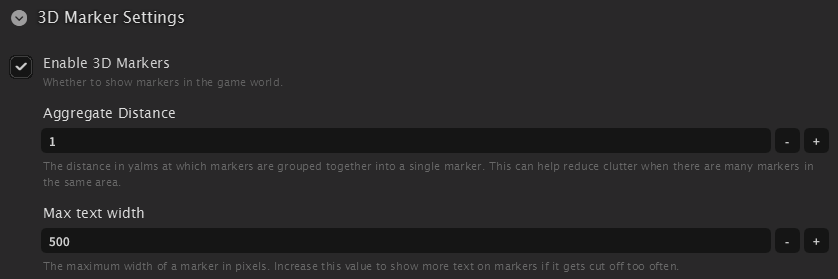 3D Marker Settings
Enable 3D Markers
Whether to show markers in the game world.
Aggregate Distance
1 - +
The distance in yalms at which markers are grouped together into a single marker. This can help reduce clutter when there are many markers in
the same area.
Max text width
500 - +
The maximum width of a marker in pixels. Increase this value to show more text on markers if it gets cut off too often.